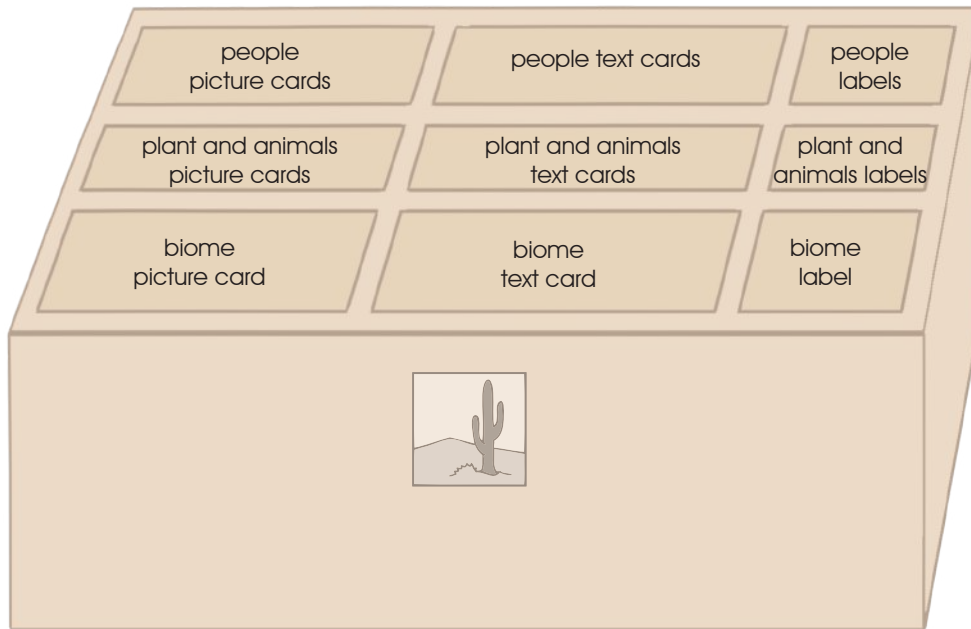 people
picture cards
people text cards
people
labels
plant and animals
picture cards
plant and animals
text cards
plant and
animals labels
biome
picture card
biome
text card
biome
label